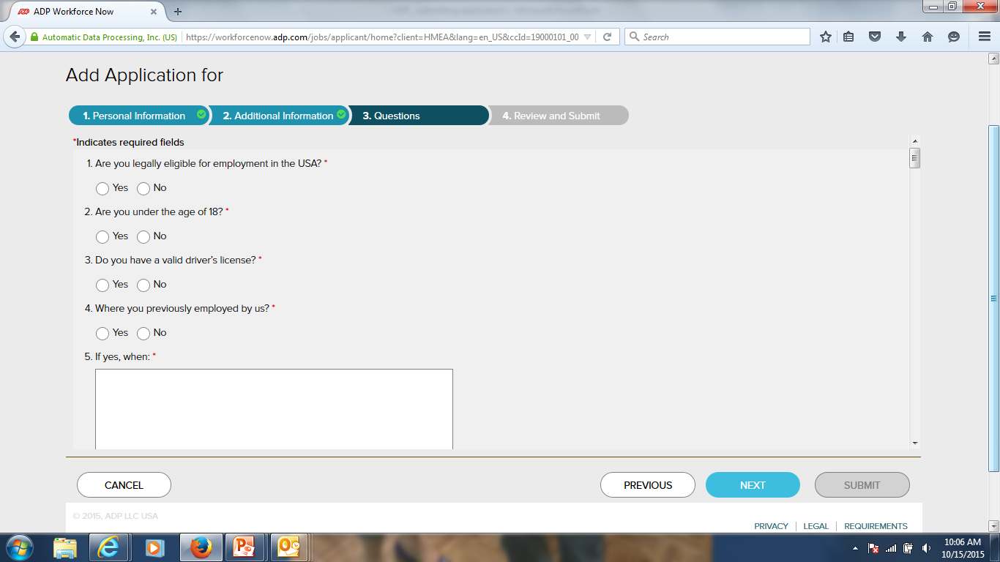 ADP Workforce Now
Automatic Data Processing, Inc. (US)
https://workforcenow.adp.com/jobs/applicant/home?client=HMEA&lang=en_US&ccId=19000101_00
Search
Add Application for
1. Personal Information
2. Additional Information
3. Questions
4. Review and Submit
*Indicates required fields
1. Are you legally eligible for employment in the USA? *
Yes No
2. Are you under the age of 18? *
Yes No
3. Do you have a valid driver’s license? *
Yes No
4. Where you previously employed by us? *
Yes No
5. If yes, when: *
CANCEL
PREVIOUS
NEXT
SUBMIT
© 2015, ADP LLC USA
PRIVACY
LEGAL
REQUIREMENTS
10:06 AM
10/15/2015